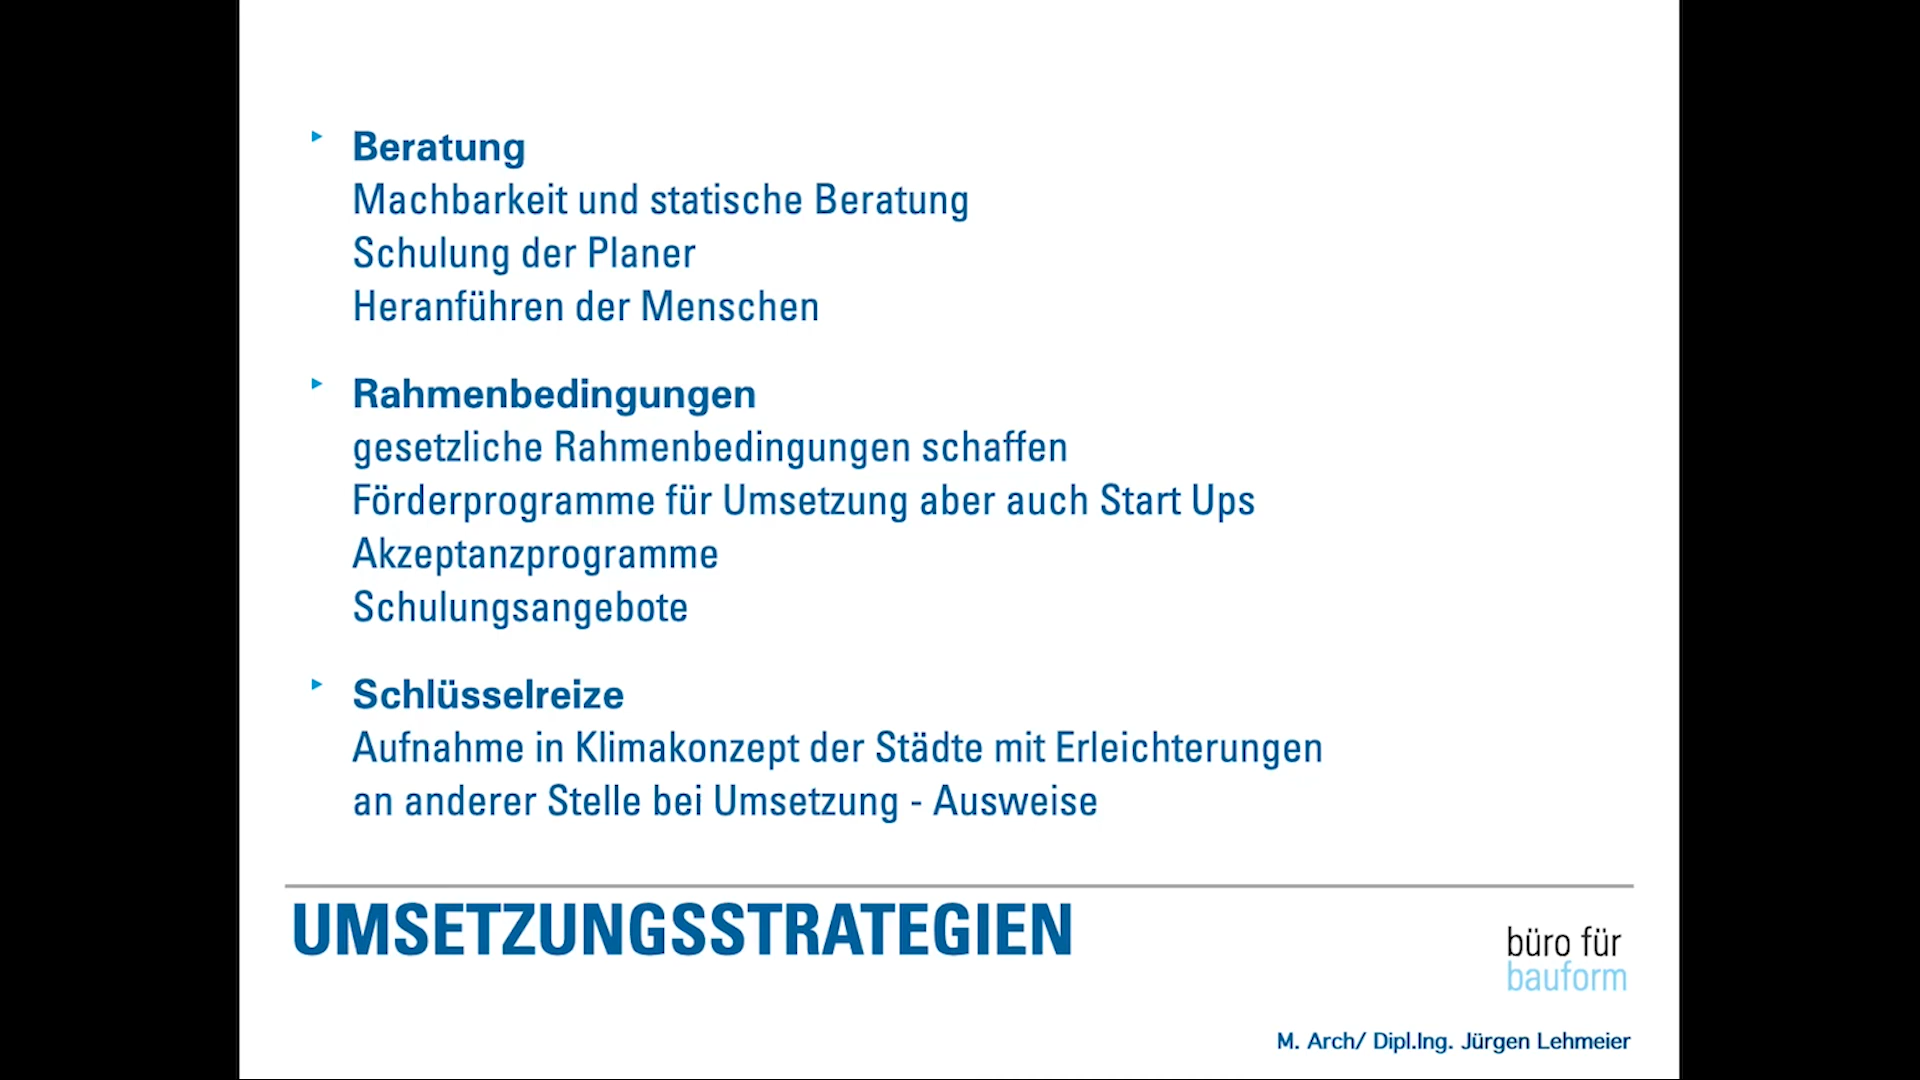 Beratung
Machbarkeit und statische Beratung
Schulung der Planer
Heranführen der Menschen
Rahmenbedingungen
gesetzliche Rahmenbedingungen schaffen
Förderprogramme für Umsetzung aber auch Start Ups
Akzeptanzprogramme
Schulungsangebote
Schlüsselreize
Aufnahme in Klimakonzept der Städte mit Erleichterungen
an anderer Stelle bei Umsetzung - Ausweise
UMSETZUNGSSTRATEGIEN
büro für
bauform
M. Arch/ Dipl.Ing. Jürgen Lehmeier